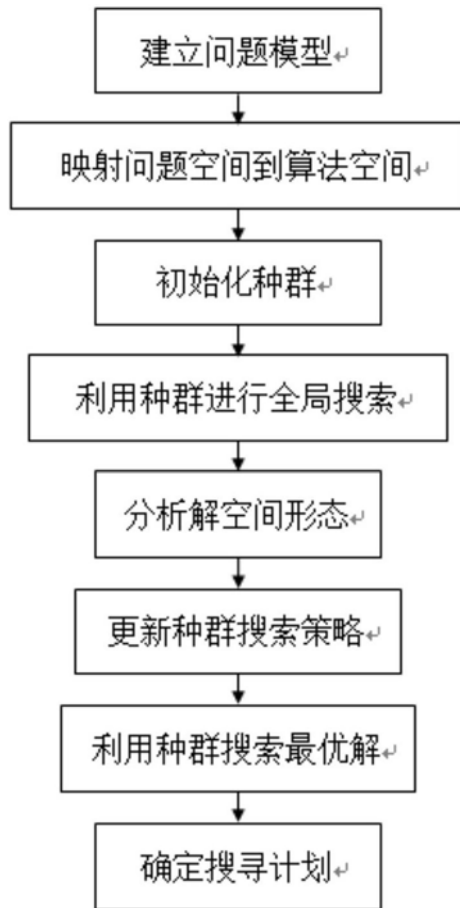 建立问题模型
映射问题空间到算法空间
初始化种群
利用种群进行全局搜索
分析解空间形态
更新种群搜索策略
利用种群搜索最优解
确定搜寻计划